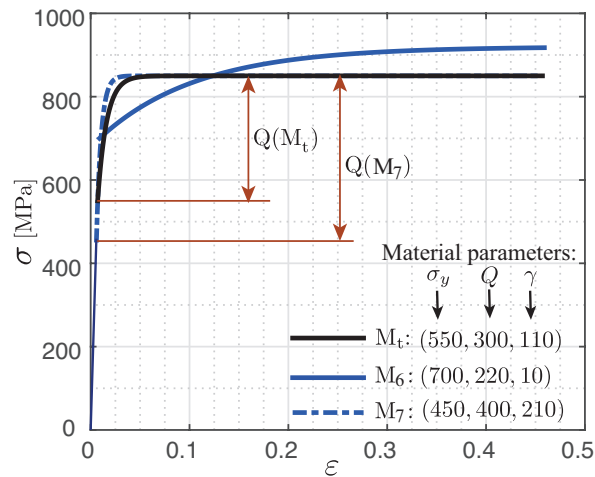 1000
800
600
400
200
0
σ [MPa]
Q(Mₜ)
Q(M₇)
Material parameters:
σ_y Q γ
Mₜ: (550, 300, 110)
M₆: (700, 220, 10)
M₇: (450, 400, 210)
0 0.1 0.2 0.3 0.4 0.5
ε